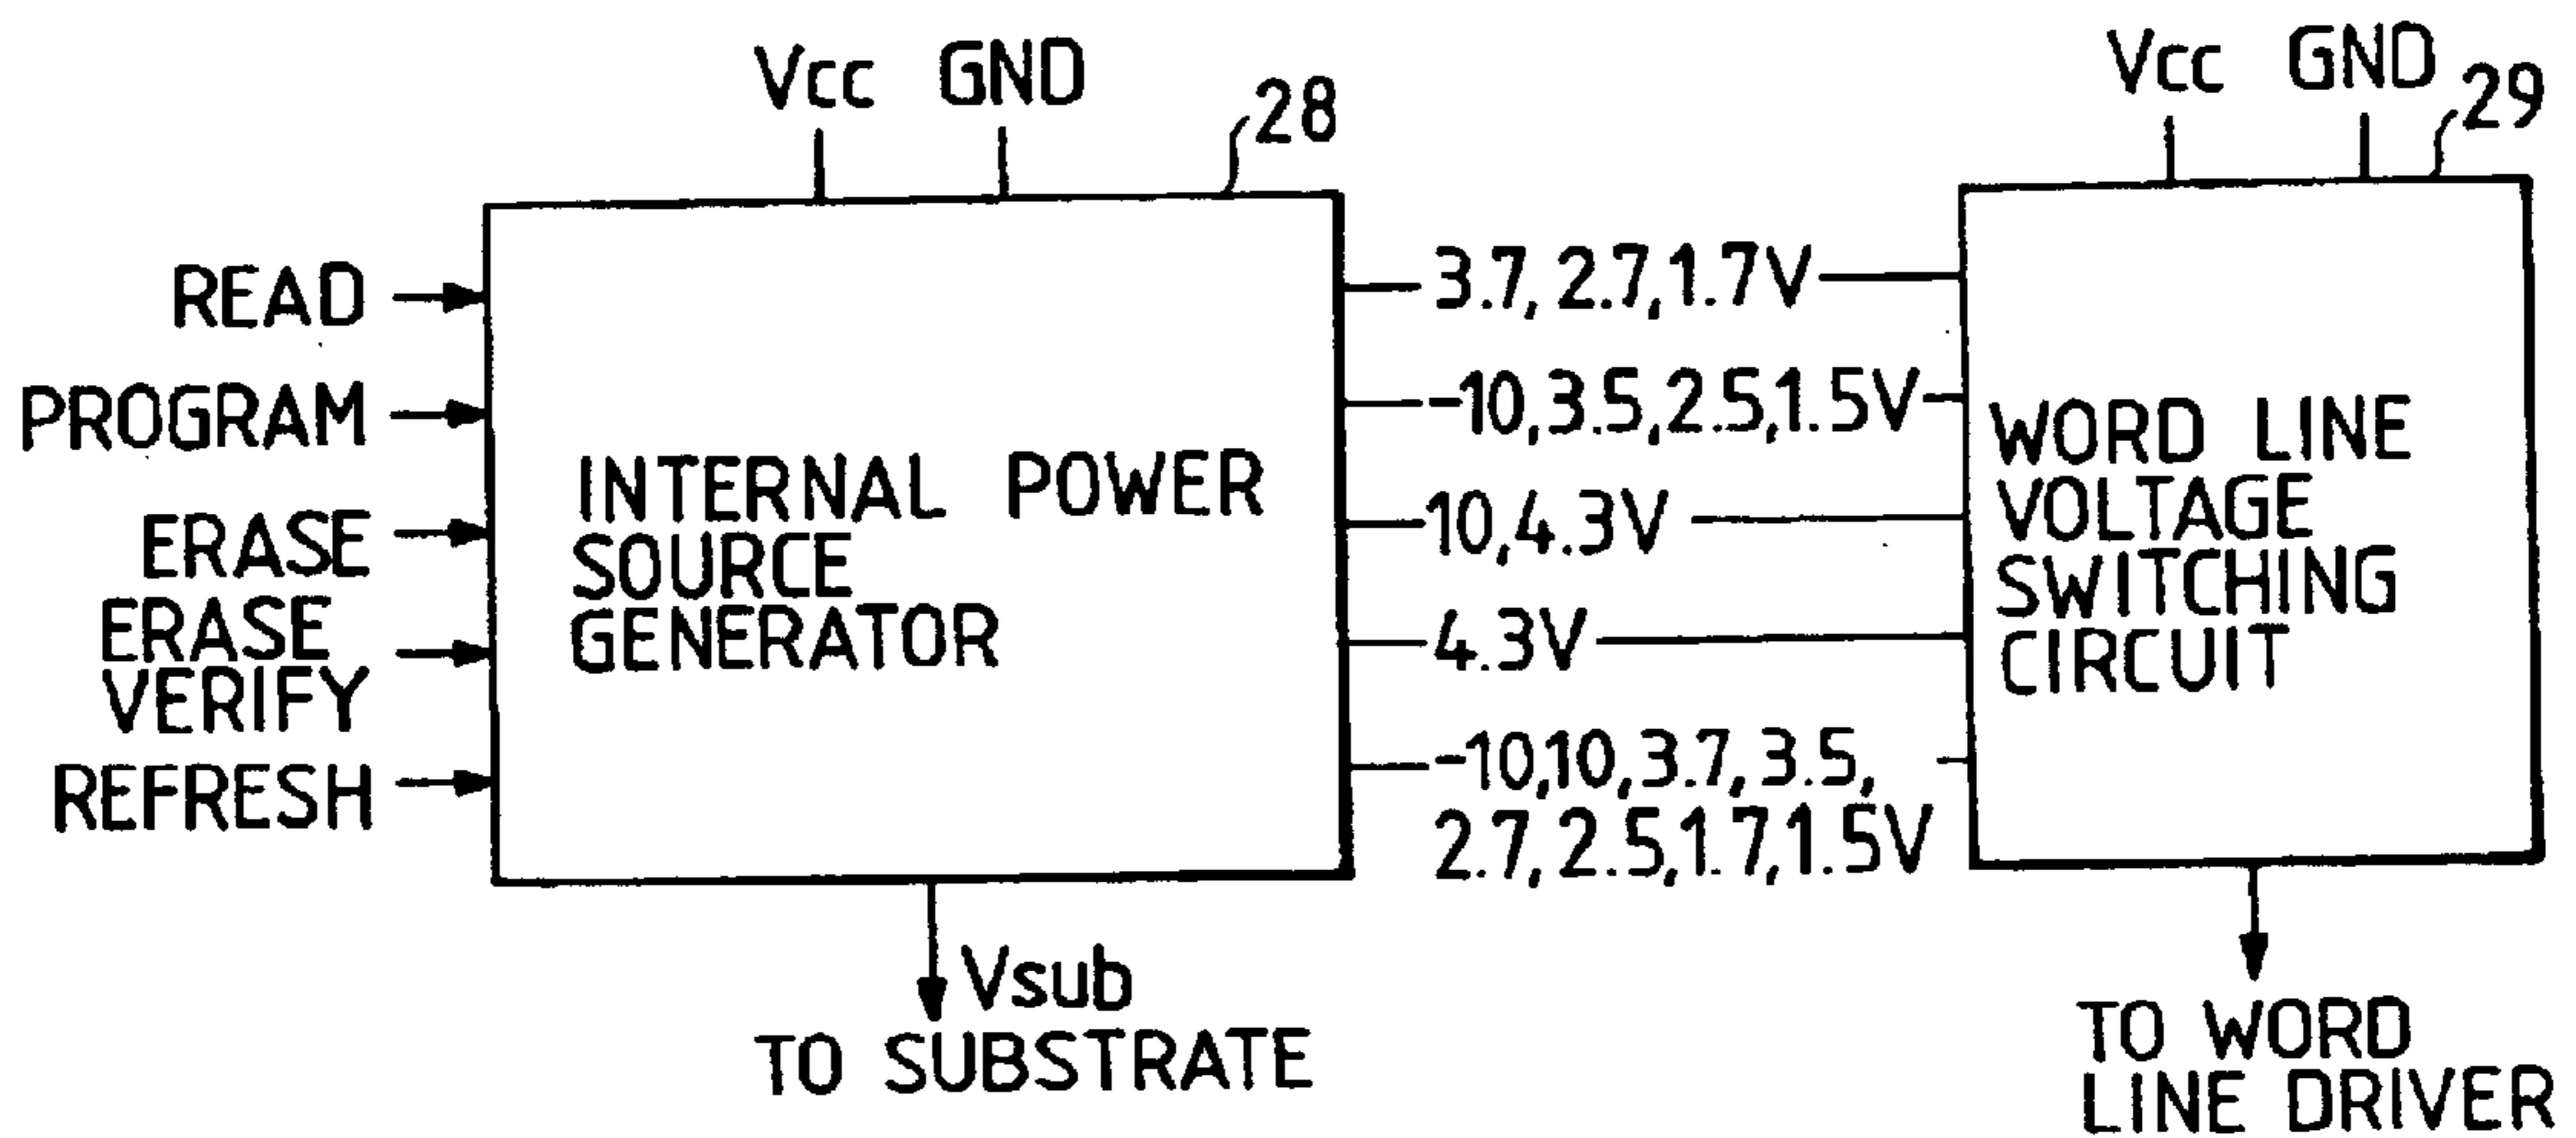 Vcc GND
28
READ
PROGRAM
ERASE
ERASE
VERIFY
REFRESH
INTERNAL POWER
SOURCE
GENERATOR
Vsub
TO SUBSTRATE
3.7, 2.7, 1.7V
-10, 3.5, 2.5, 1.5V
10, 4.3V
4.3V
-10, 10, 3.7, 3.5,
2.7, 2.5, 1.7, 1.5V
Vcc GND
29
WORD LINE
VOLTAGE
SWITCHING
CIRCUIT
TO WORD
LINE DRIVER